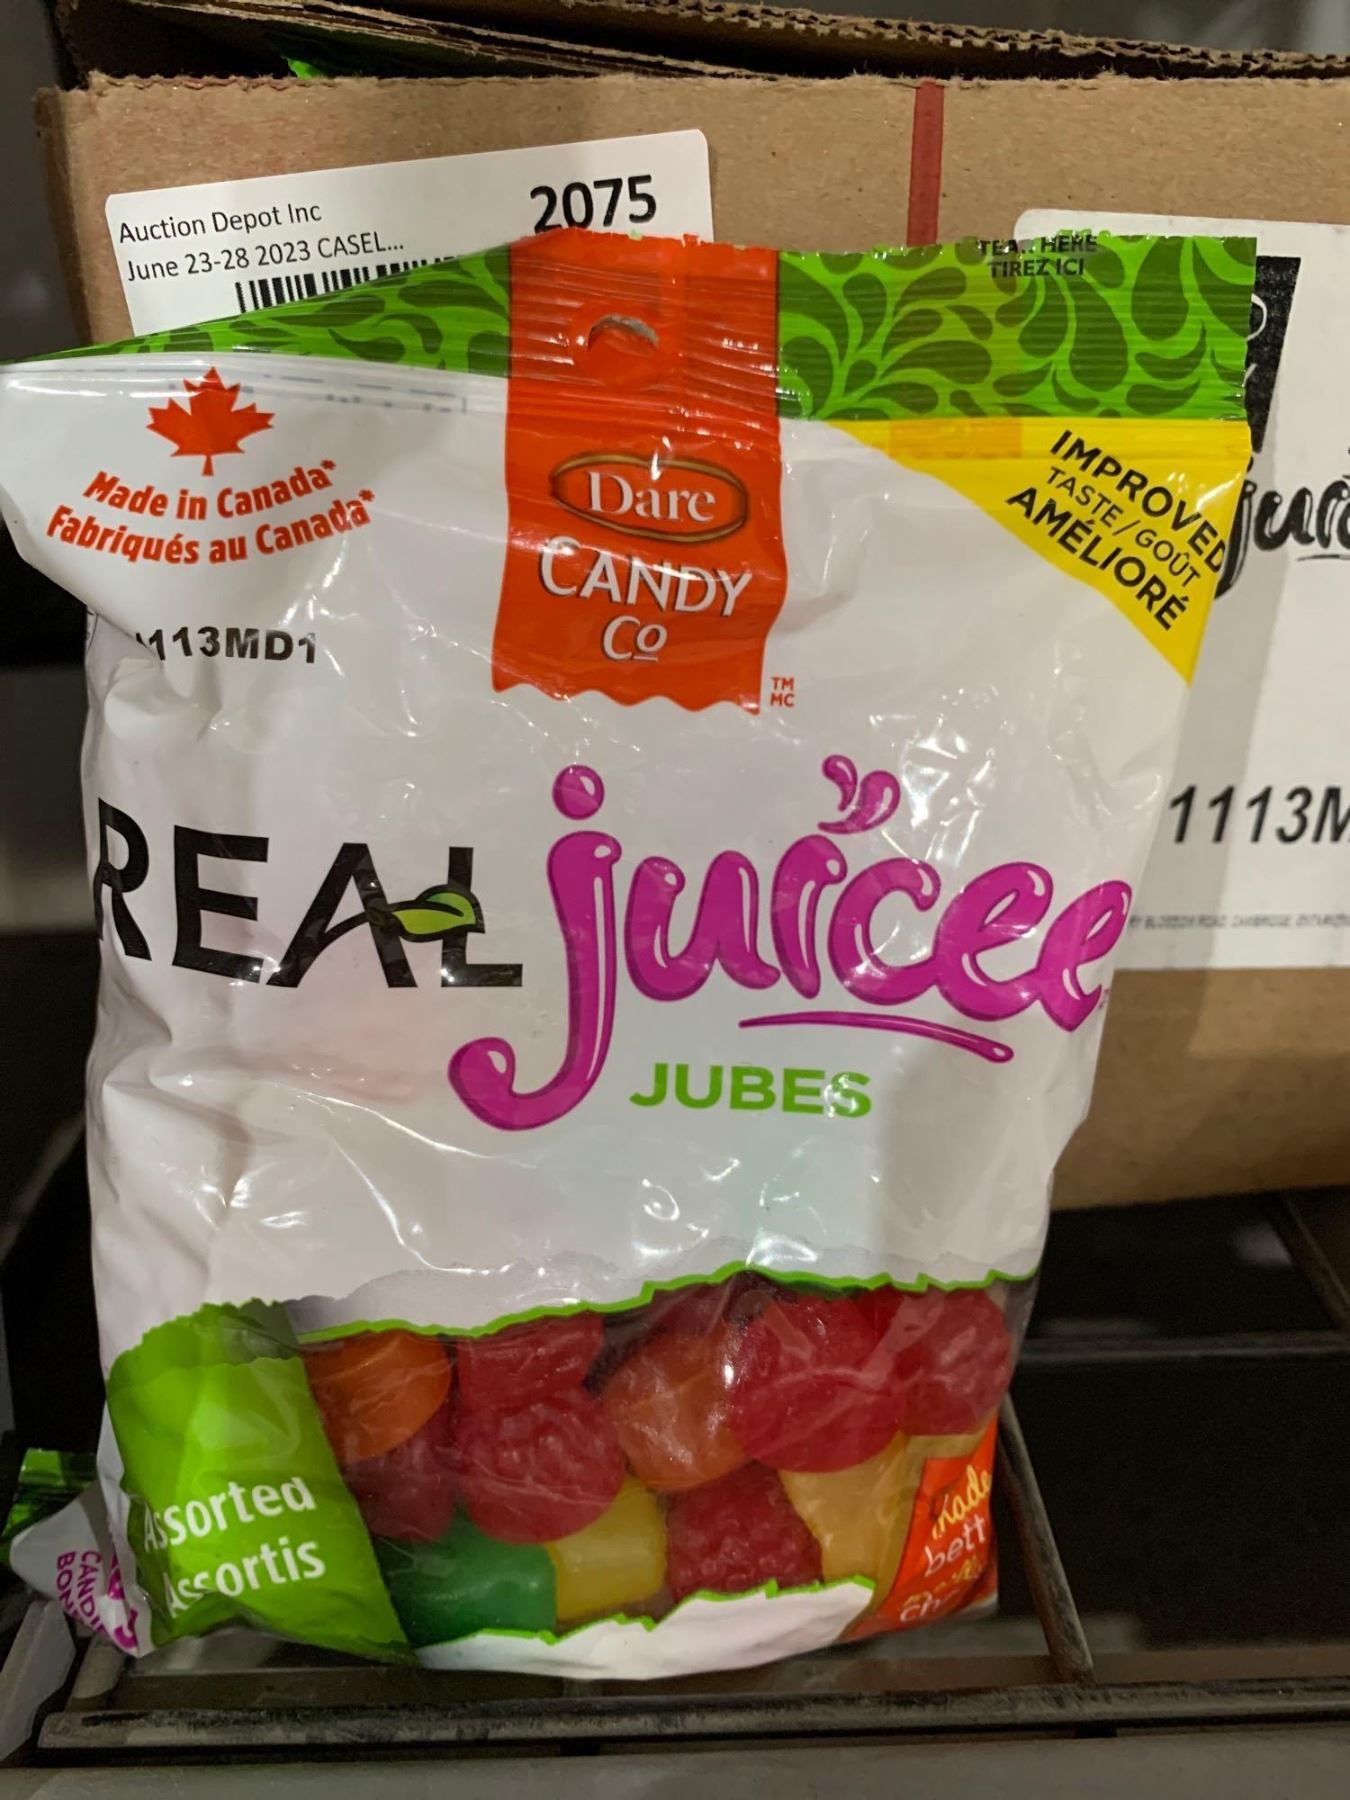 Auction Depot Inc
2075
June 23-28 2023 CASEL...
HERE
TIREZ ICI
Made in Canada*
Fabriqués au Canada*
Dare
CANDY
Co
TM
MC
IMPROVED
TASTE/GOÛT
AMÉLIORÉ
113MD1
1113M
REAL juicee
JUBES
Assorted
Assortis